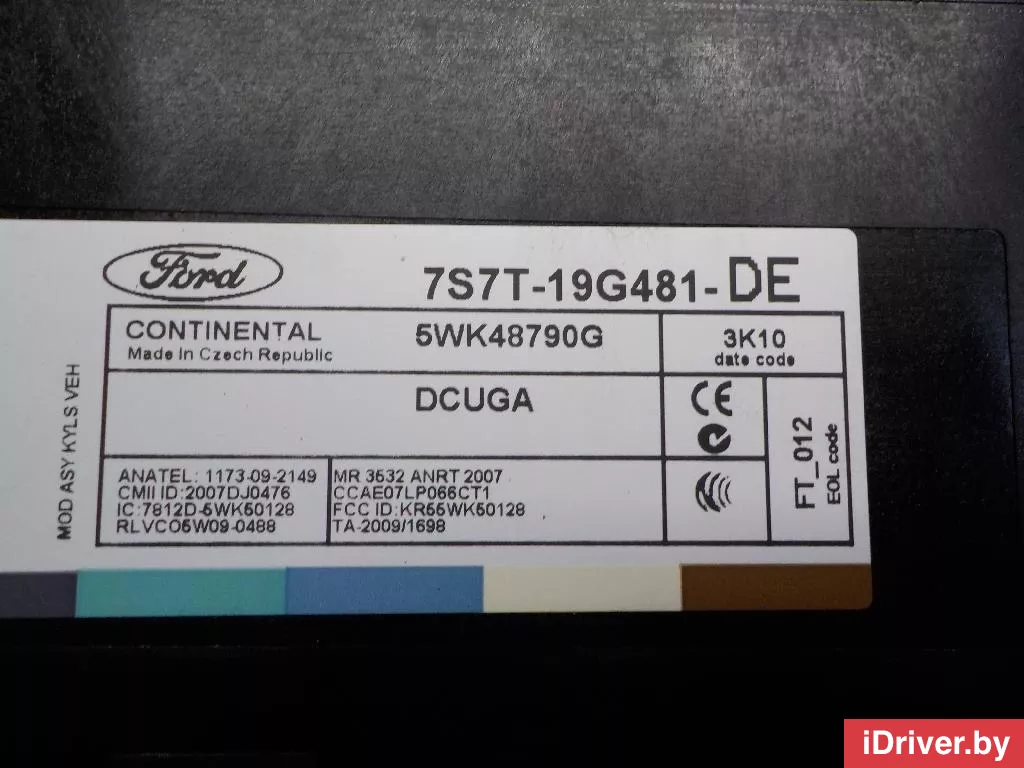 Ford
7S7T-19G481-DE
CONTINENTAL
Made In Czech Republic
5WK48790G
3K10
date code
DCUGA
CE
MOD ASY KYLS VEH
ANATEL: 1173-09-2149
CMII ID:2007DJ0476
IC:7812D-5WK50128
RLVCO5W09-0488
MR 3532 ANRT 2007
CCAE07LP066CT1
FCC ID:KR55WK50128
TA-2009/1698
FT_012
EOL code
iDriver.by